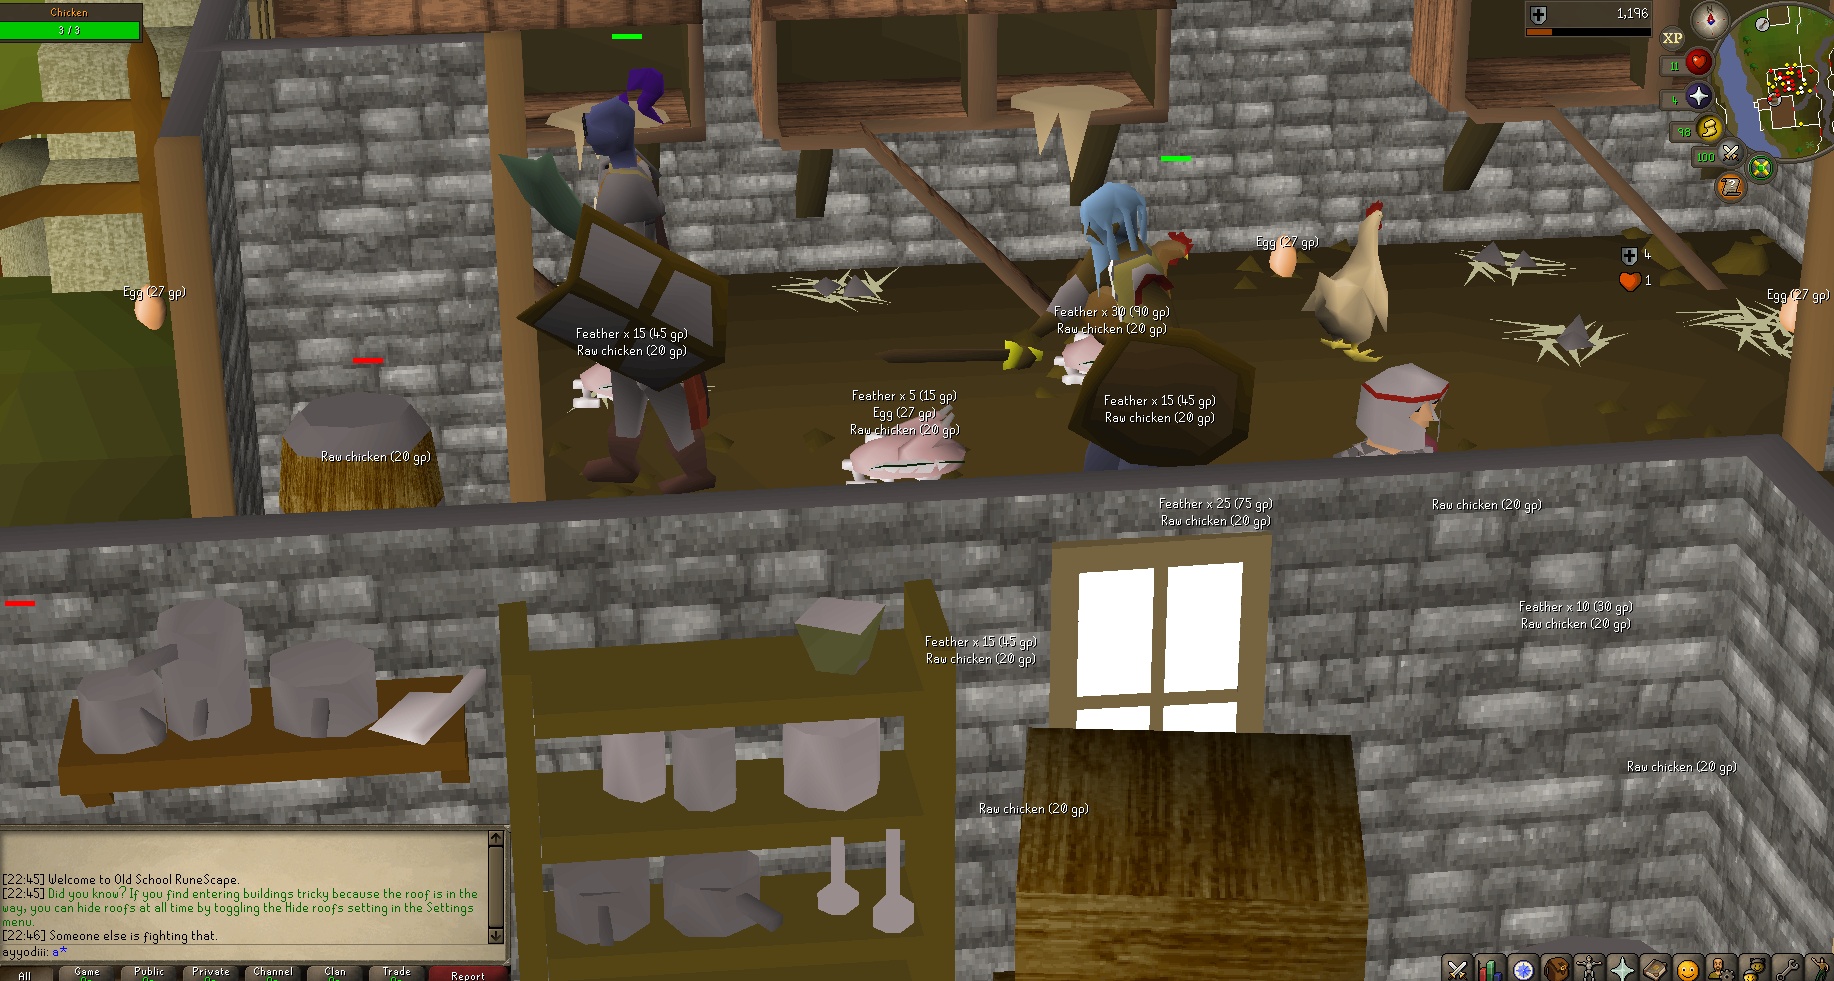 Chicken
3 / 3
1,196
XP
11
4
98
100
Egg (27 gp)
4
1
Egg (27 gp)
Egg (27 gp)
Feather x 30 (90 gp)
Raw chicken (20 gp)
Feather x 15 (45 gp)
Raw chicken (20 gp)
Feather x 5 (15 gp)
Egg (27 gp)
Raw chicken (20 gp)
Feather x 15 (45 gp)
Raw chicken (20 gp)
Raw chicken (20 gp)
Feather x 25 (75 gp)
Raw chicken (20 gp)
Raw chicken (20 gp)
Feather x 10 (30 gp)
Raw chicken (20 gp)
Feather x 15 (45 gp)
Raw chicken (20 gp)
Raw chicken (20 gp)
Raw chicken (20 gp)
[22:45] Welcome to Old School RuneScape.
[22:45] Did you know? If you find entering buildings tricky because the roof is in the
way, you can hide roofs at all time by toggling the Hide roofs setting in the Settings
menu.
[22:46] Someone else is fighting that.
ayyodiii: a*
All
Game
Public
Private
Channel
Clan
Trade
Report